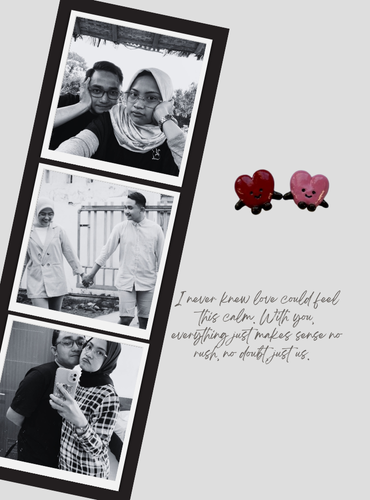 I never knew love could feel
this calm. With you,
everything just makes sense no
rush, no doubt, just us.